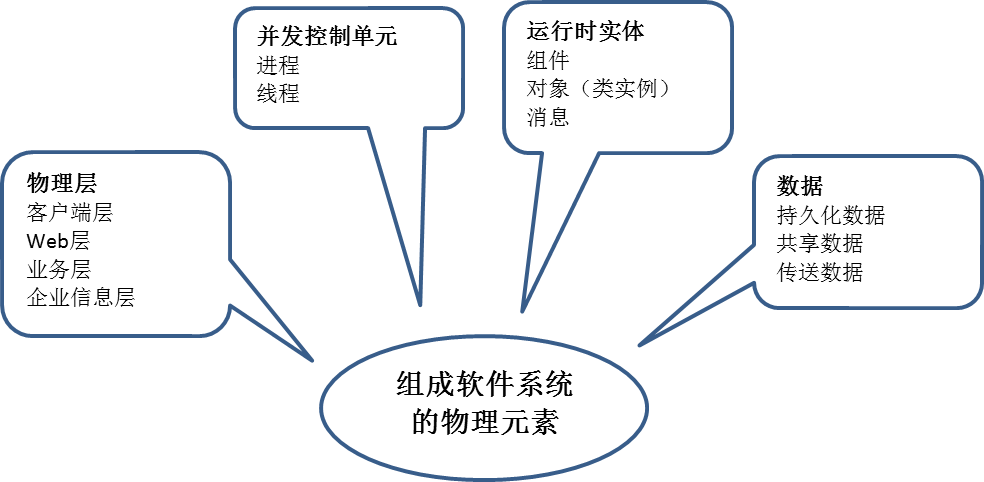 物理层
客户端层
Web层
业务层
企业信息层
并发控制单元
进程
线程
运行时实体
组件
对象（类实例）
消息
数据
持久化数据
共享数据
传送数据
组成软件系统
的物理元素